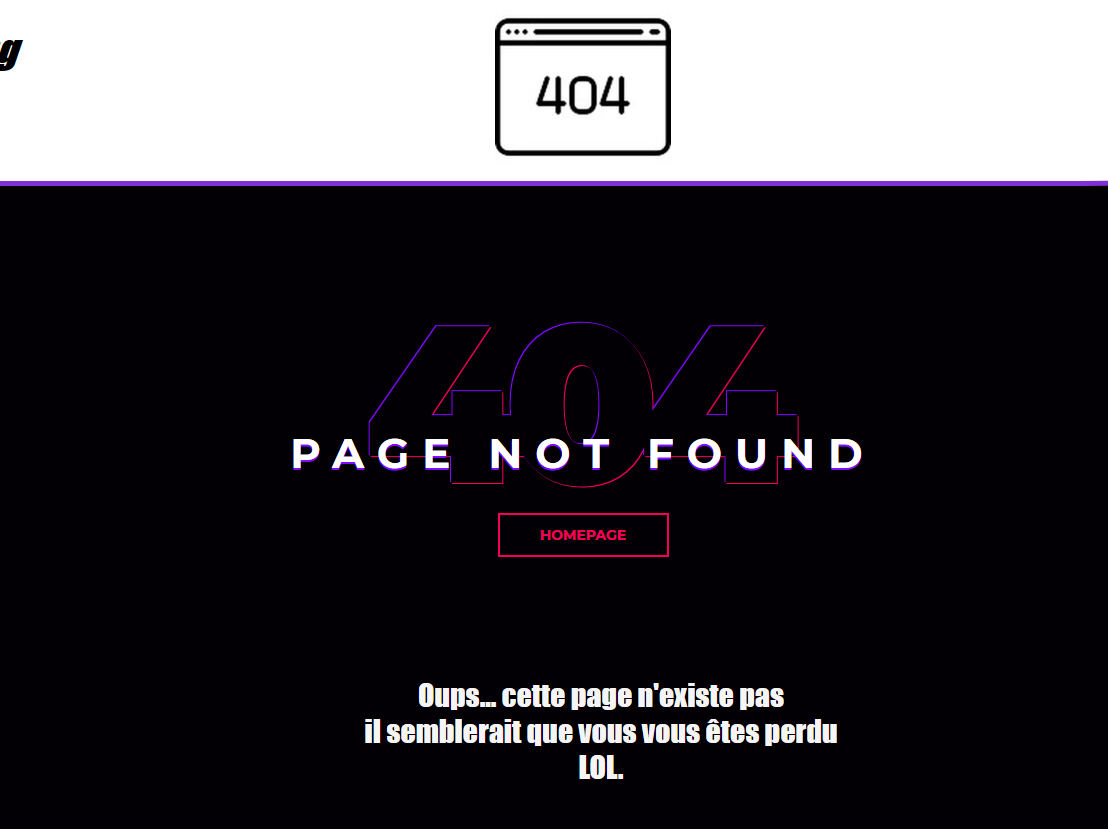 g
404
404
PAGE NOT FOUND
HOMEPAGE
Oups... cette page n'existe pas
il semblerait que vous vous êtes perdu
LOL.